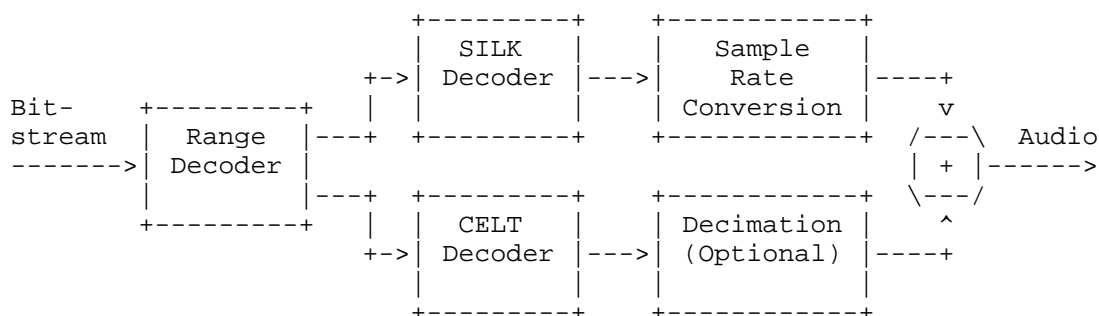 SILK Sample
Decoder Rate
Bit- Conversion v
stream Range Audio
Decoder +
CELT Decimation ^
Decoder (Optional)